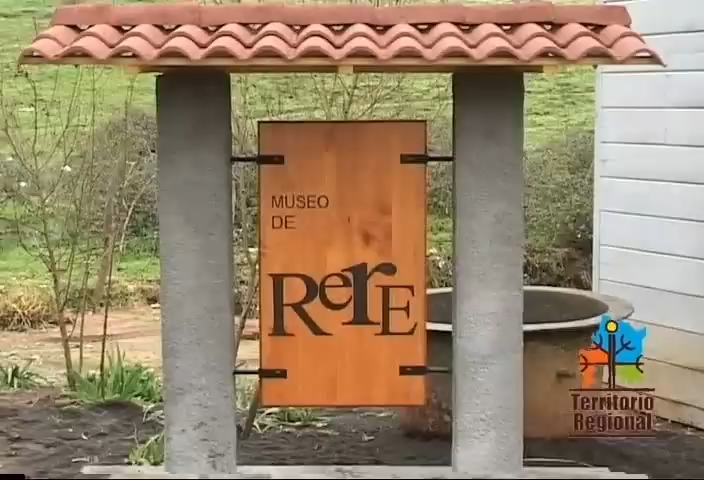 MUSEO
DE
RerE
Territorio
Regional